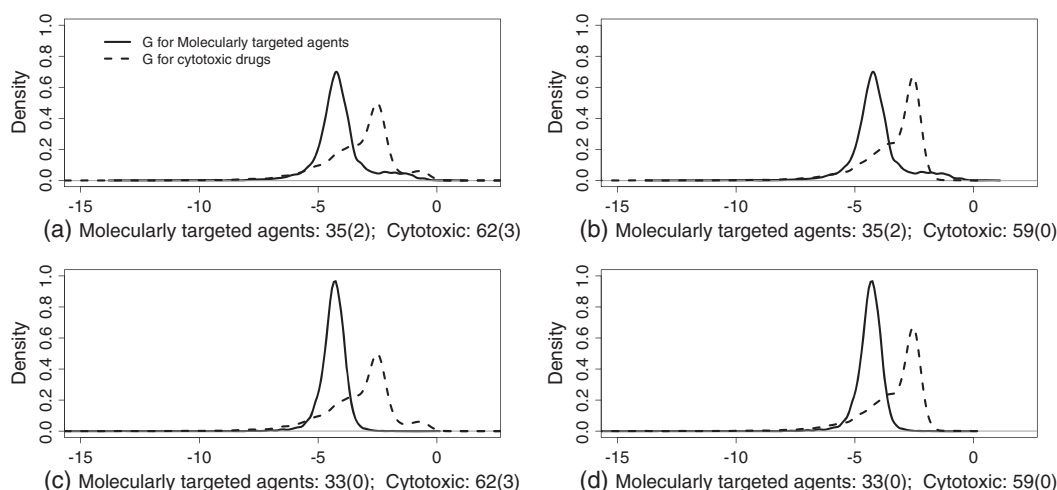 1.0
0.8
0.6
0.4
0.2
0.0
Density
G for Molecularly targeted agents
G for cytotoxic drugs
-15 -10 -5 0
(a) Molecularly targeted agents: 35(2); Cytotoxic: 62(3)
1.0
0.8
0.6
0.4
0.2
0.0
Density
-15 -10 -5 0
(b) Molecularly targeted agents: 35(2); Cytotoxic: 59(0)
1.0
0.8
0.6
0.4
0.2
0.0
Density
-15 -10 -5 0
(c) Molecularly targeted agents: 33(0); Cytotoxic: 62(3)
1.0
0.8
0.6
0.4
0.2
0.0
Density
-15 -10 -5 0
(d) Molecularly targeted agents: 33(0); Cytotoxic: 59(0)